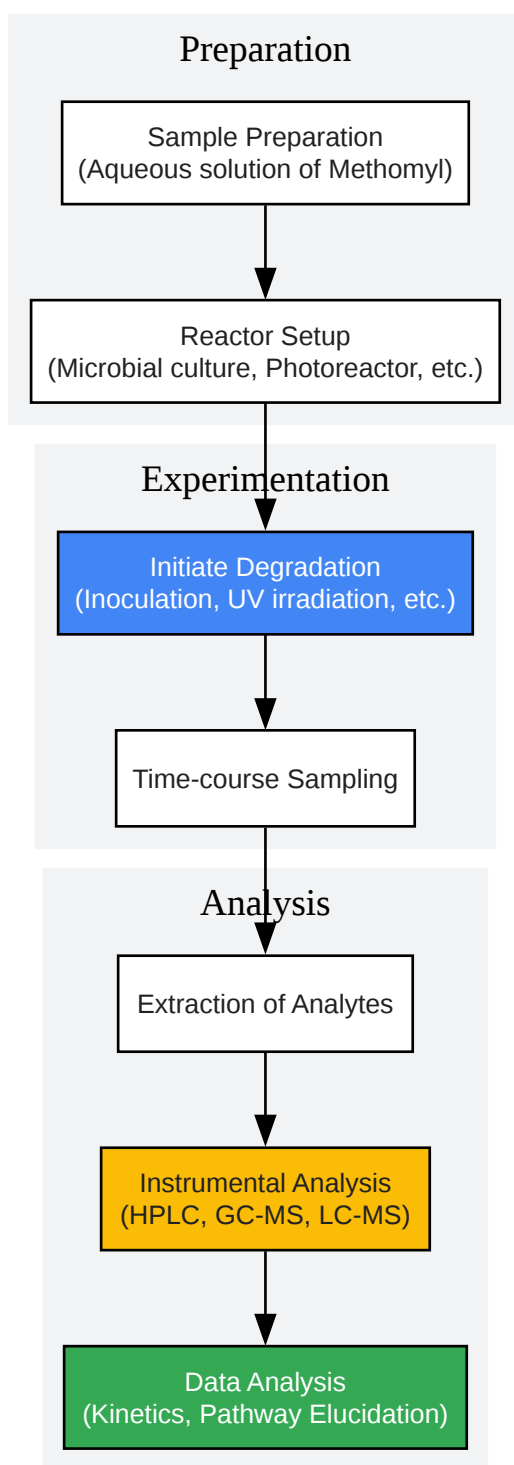 Preparation
Sample Preparation
(Aqueous solution of Methomyl)
Reactor Setup
(Microbial culture, Photoreactor, etc.)
Experimentation
Initiate Degradation
(Inoculation, UV irradiation, etc.)
Time-course Sampling
Analysis
Extraction of Analytes
Instrumental Analysis
(HPLC, GC-MS, LC-MS)
Data Analysis
(Kinetics, Pathway Elucidation)